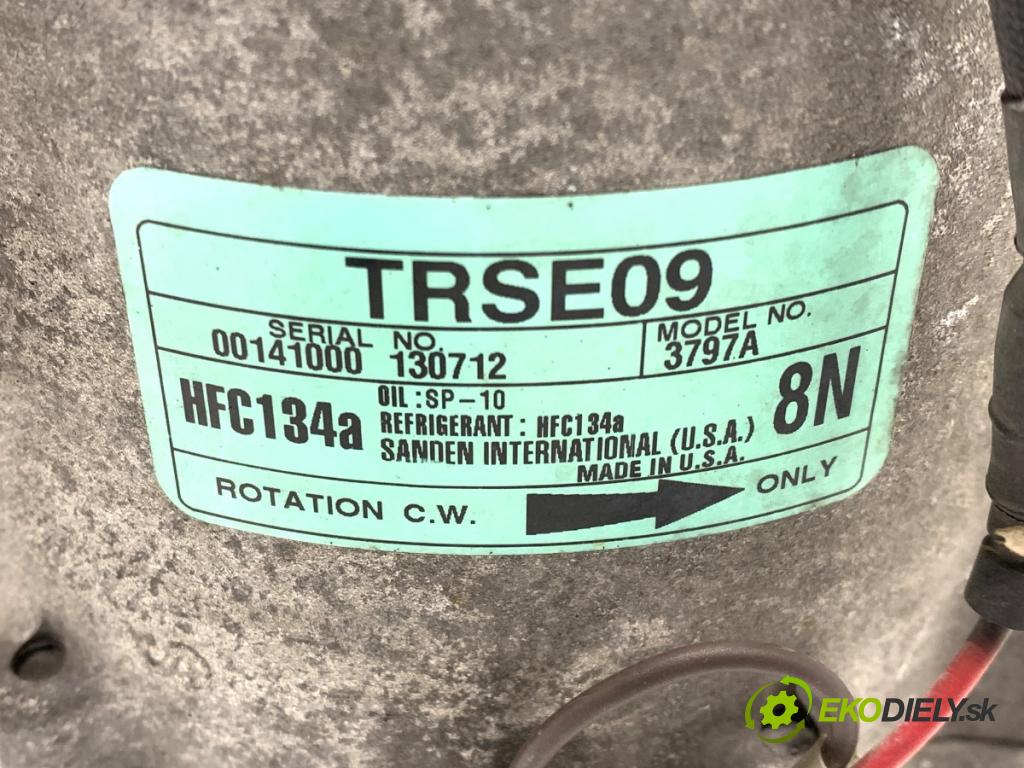 TRSE09
SERIAL NO.
00141000 130712
MODEL NO.
3797A
HFC134a
OIL : SP-10
REFRIGERANT : HFC134a
SANDEN INTERNATIONAL (U.S.A.)
MADE IN U.S.A.
8N
ROTATION C.W. ONLY
EKODIELY.sk